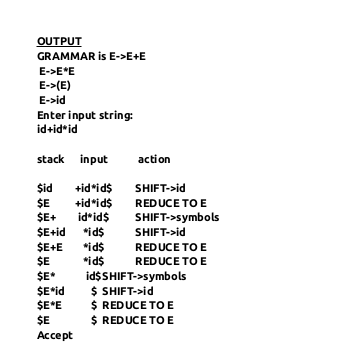 OUTPUT
GRAMMAR is E->E+E
E->E*E
E->(E)
E->id
Enter input string:
id+id*id
stack input action
$id +id*id$ SHIFT->id
$E +id*id$ REDUCE TO E
$E+ id*id$ SHIFT->symbols
$E+id *id$ SHIFT->id
$E+E *id$ REDUCE TO E
$E *id$ REDUCE TO E
$E* id$SHIFT->symbols
$E*id $ SHIFT->id
$E*E $ REDUCE TO E
$E $ REDUCE TO E
Accept